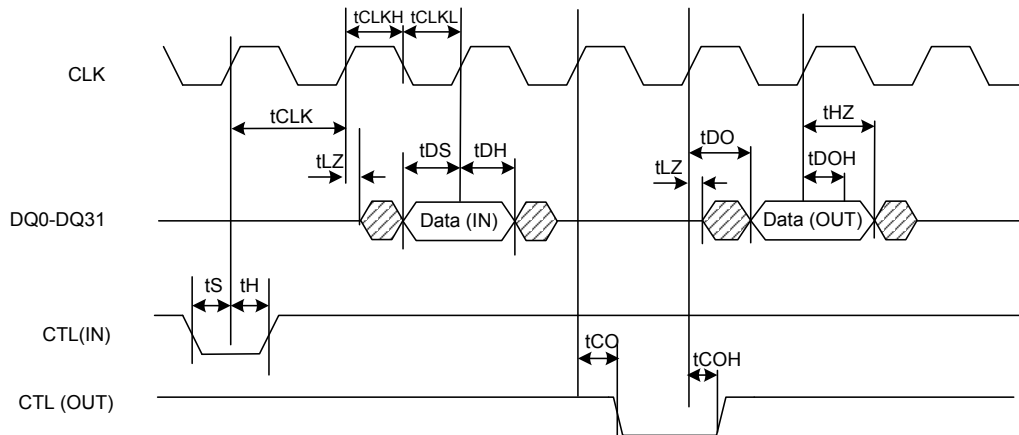 tCLKH tCLKL
CLK
tCLK
tHZ
tDS tDH
tDO
tLZ
tDOH
tLZ
DQ0-DQ31
Data (IN)
Data (OUT)
tS tH
CTL(IN)
tCO
tCOH
CTL (OUT)